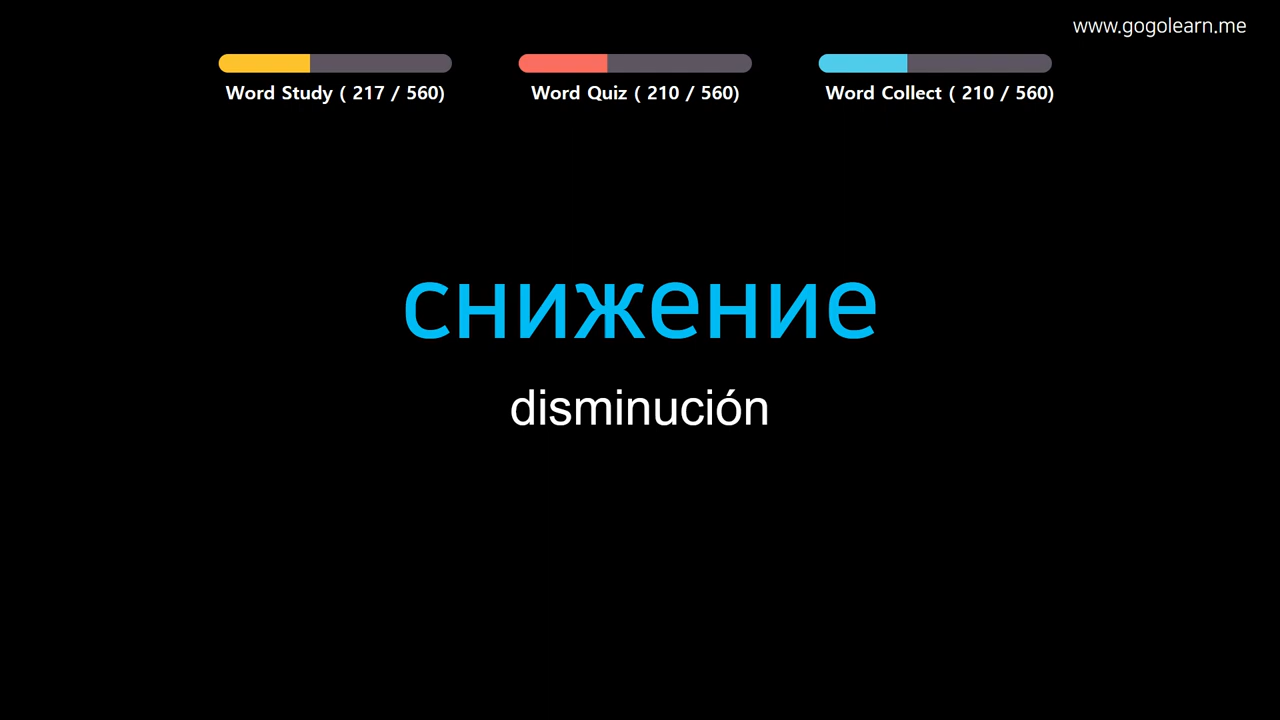 www.gogolearn.me
Word Study ( 217 / 560)
Word Quiz ( 210 / 560)
Word Collect ( 210 / 560)
снижение
disminución